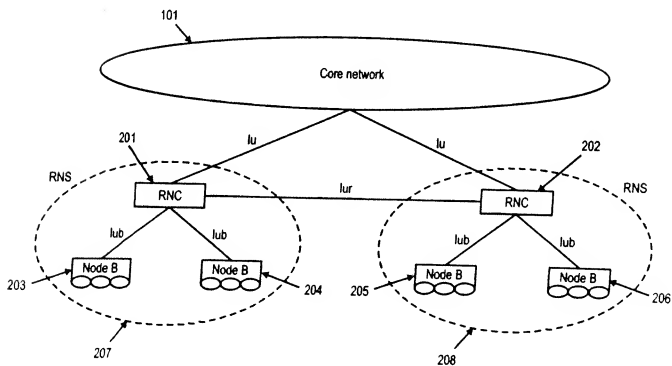 101
Core network
201
Iu
Iu
202
RNS
RNC
Iur
RNC
RNS
Iub
Iub
Iub
Iub
203
Node B
Node B
204
205
Node B
Node B
206
207
208